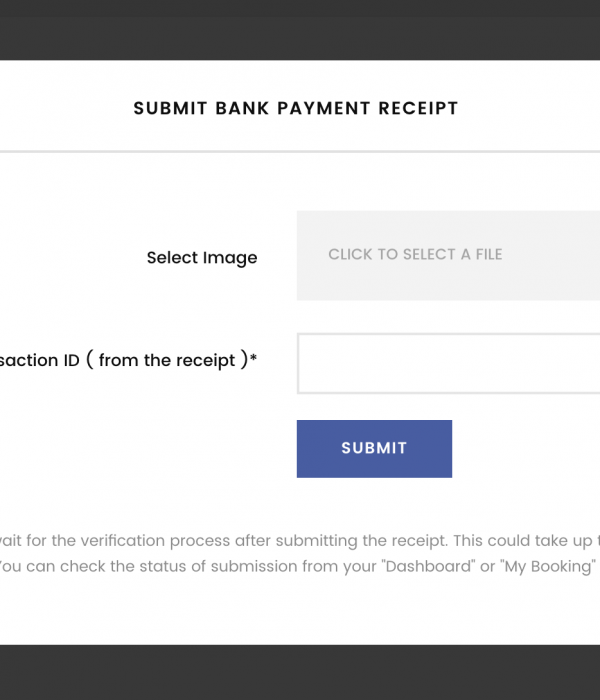 SUBMIT BANK PAYMENT RECEIPT
Select Image
CLICK TO SELECT A FILE
saction ID ( from the receipt )*
SUBMIT
wait for the verification process after submitting the receipt. This could take up
You can check the status of submission from your "Dashboard" or "My Booking"